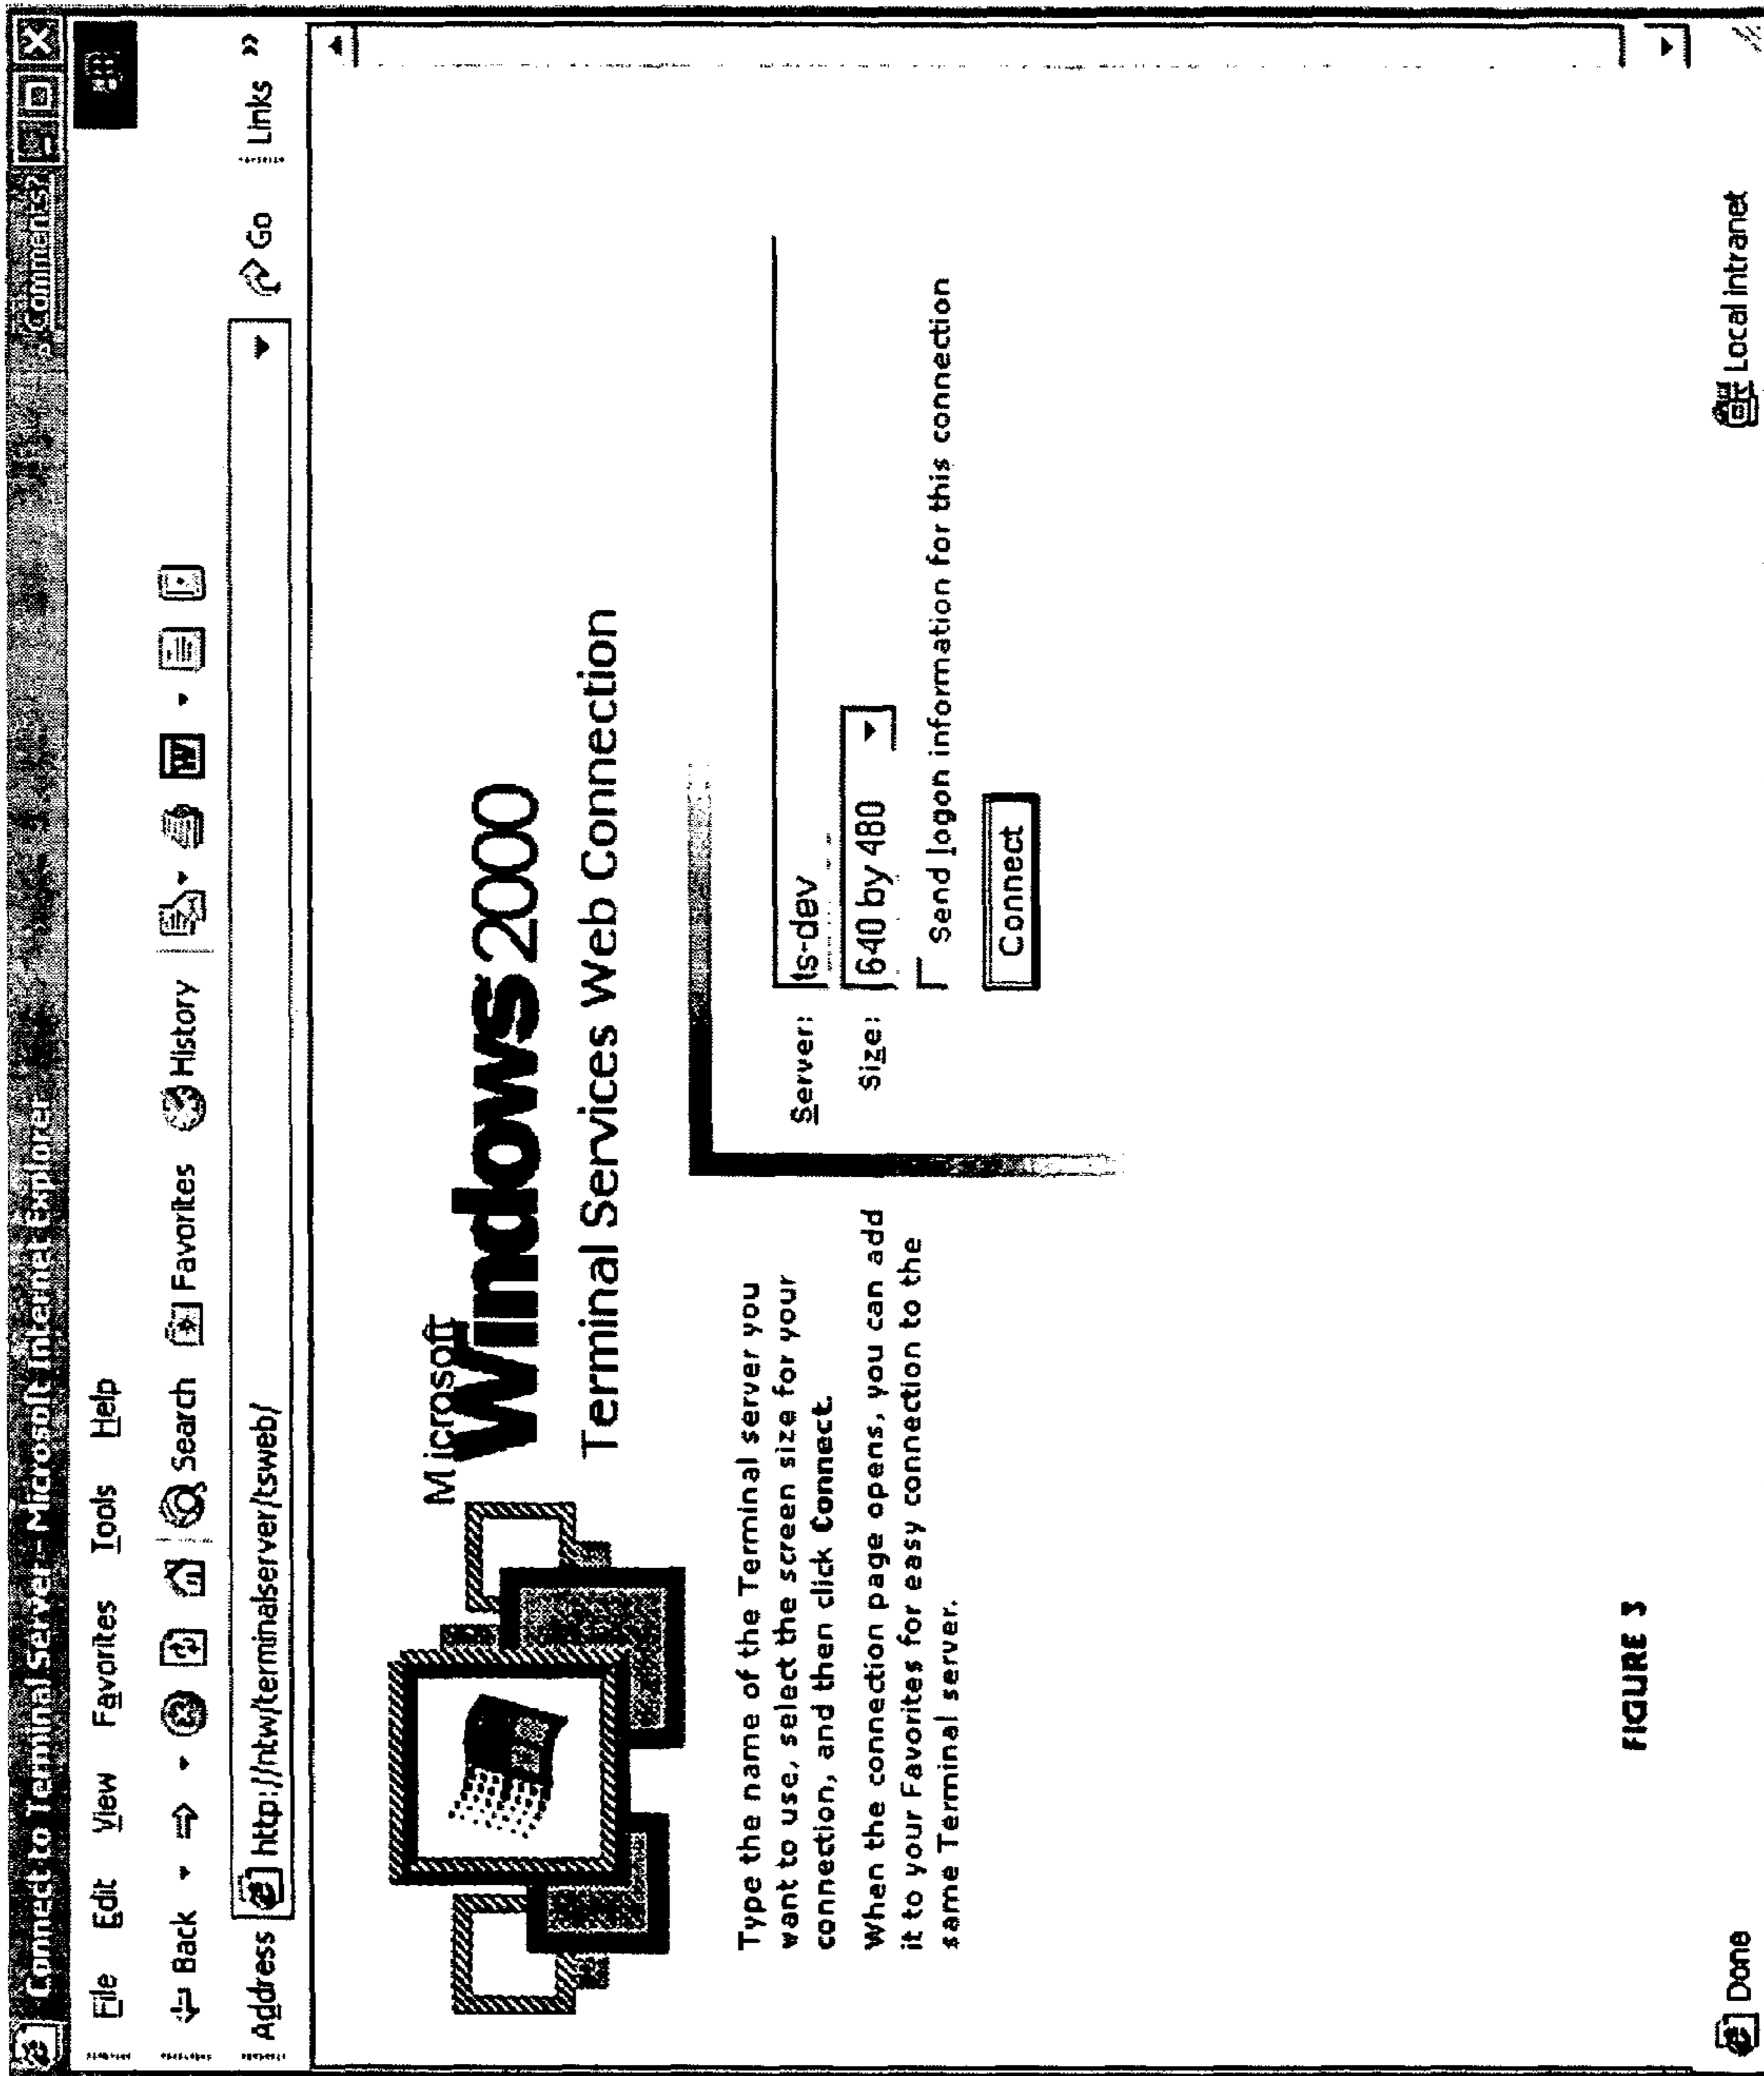 Connect to Terminal Server - Microsoft Internet Explorer
Comments?
File Edit View Favorites Tools Help
Back Search Favorites History
Address http://ntw/terminalserver/tsweb/ Go Links »
Microsoft
Windows 2000
Terminal Services Web Connection
Type the name of the Terminal server you
want to use, select the screen size for your
connection, and then click Connect.
When the connection page opens, you can add
it to your Favorites for easy connection to the
same Terminal server.
Server: ts-dev
Size: 640 by 480
Send logon information for this connection
Connect
FIGURE 3
Done Local intranet